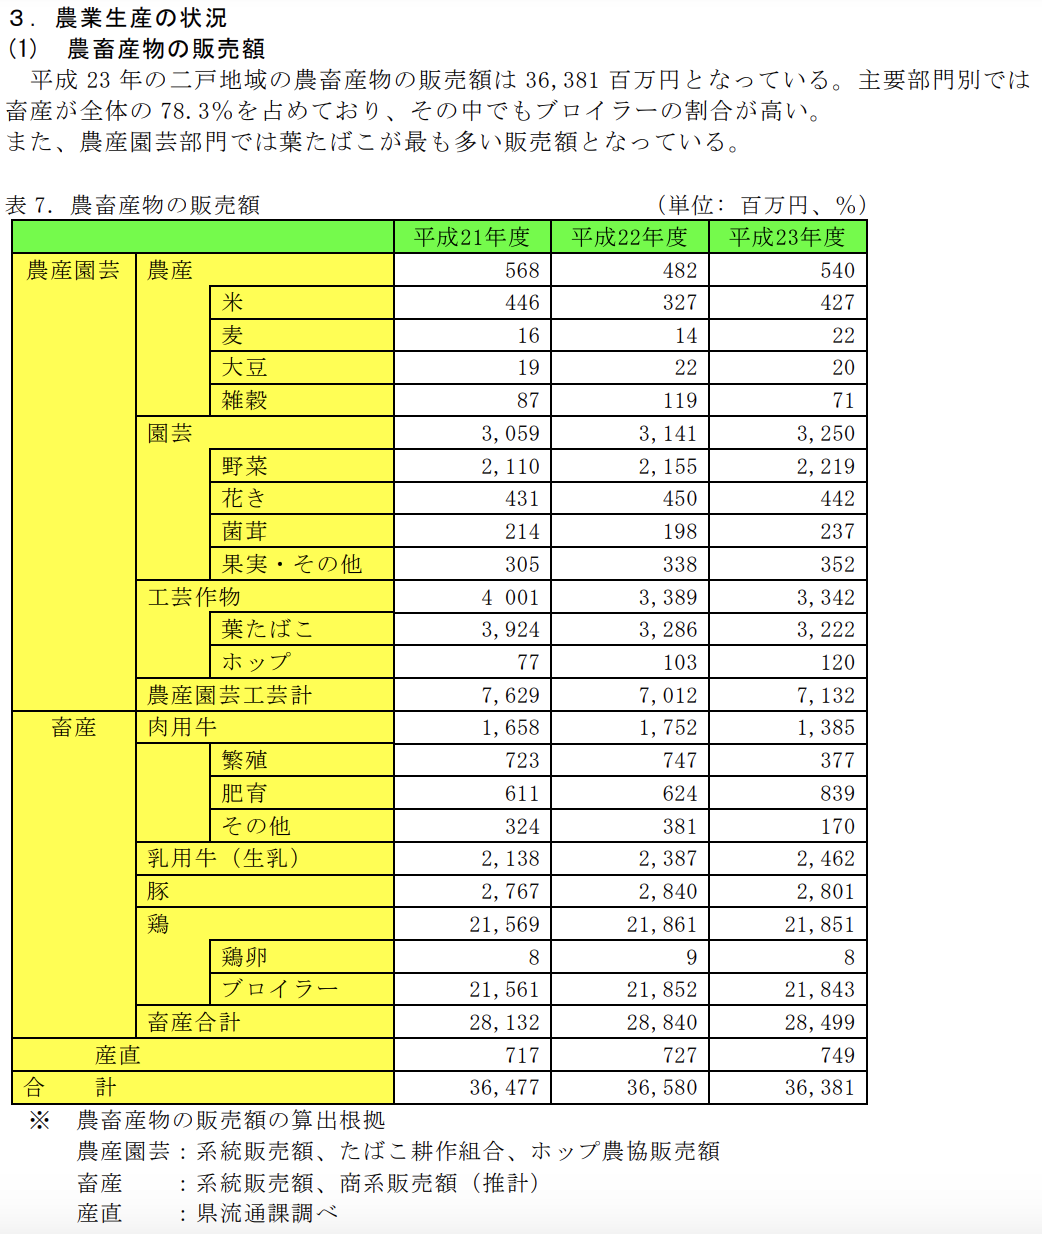 ３．農業生産の状況
(1)　農畜産物の販売額
　平成 23 年の二戸地域の農畜産物の販売額は 36,381 百万円となっている。主要部門別では
畜産が全体の 78.3％を占めており、その中でもブロイラーの割合が高い。
また、農産園芸部門では葉たばこが最も多い販売額となっている。
表 7．農畜産物の販売額　（単位：百万円、％）
平成21年度 平成22年度 平成23年度
農産園芸 農産 568 482 540
米 446 327 427
麦 16 14 22
大豆 19 22 20
雑穀 87 119 71
園芸 3,059 3,141 3,250
野菜 2,110 2,155 2,219
花き 431 450 442
菌茸 214 198 237
果実・その他 305 338 352
工芸作物 4 001 3,389 3,342
葉たばこ 3,924 3,286 3,222
ホップ 77 103 120
農産園芸工芸計 7,629 7,012 7,132
畜産 肉用牛 1,658 1,752 1,385
繁殖 723 747 377
肥育 611 624 839
その他 324 381 170
乳用牛（生乳） 2,138 2,387 2,462
豚 2,767 2,840 2,801
鶏 21,569 21,861 21,851
鶏卵 8 9 8
ブロイラー 21,561 21,852 21,843
畜産合計 28,132 28,840 28,499
産直 717 727 749
合　計 36,477 36,580 36,381
※　農畜産物の販売額の算出根拠
農産園芸：系統販売額、たばこ耕作組合、ホップ農協販売額
畜産　　：系統販売額、商系販売額（推計）
産直　　：県流通課調べ